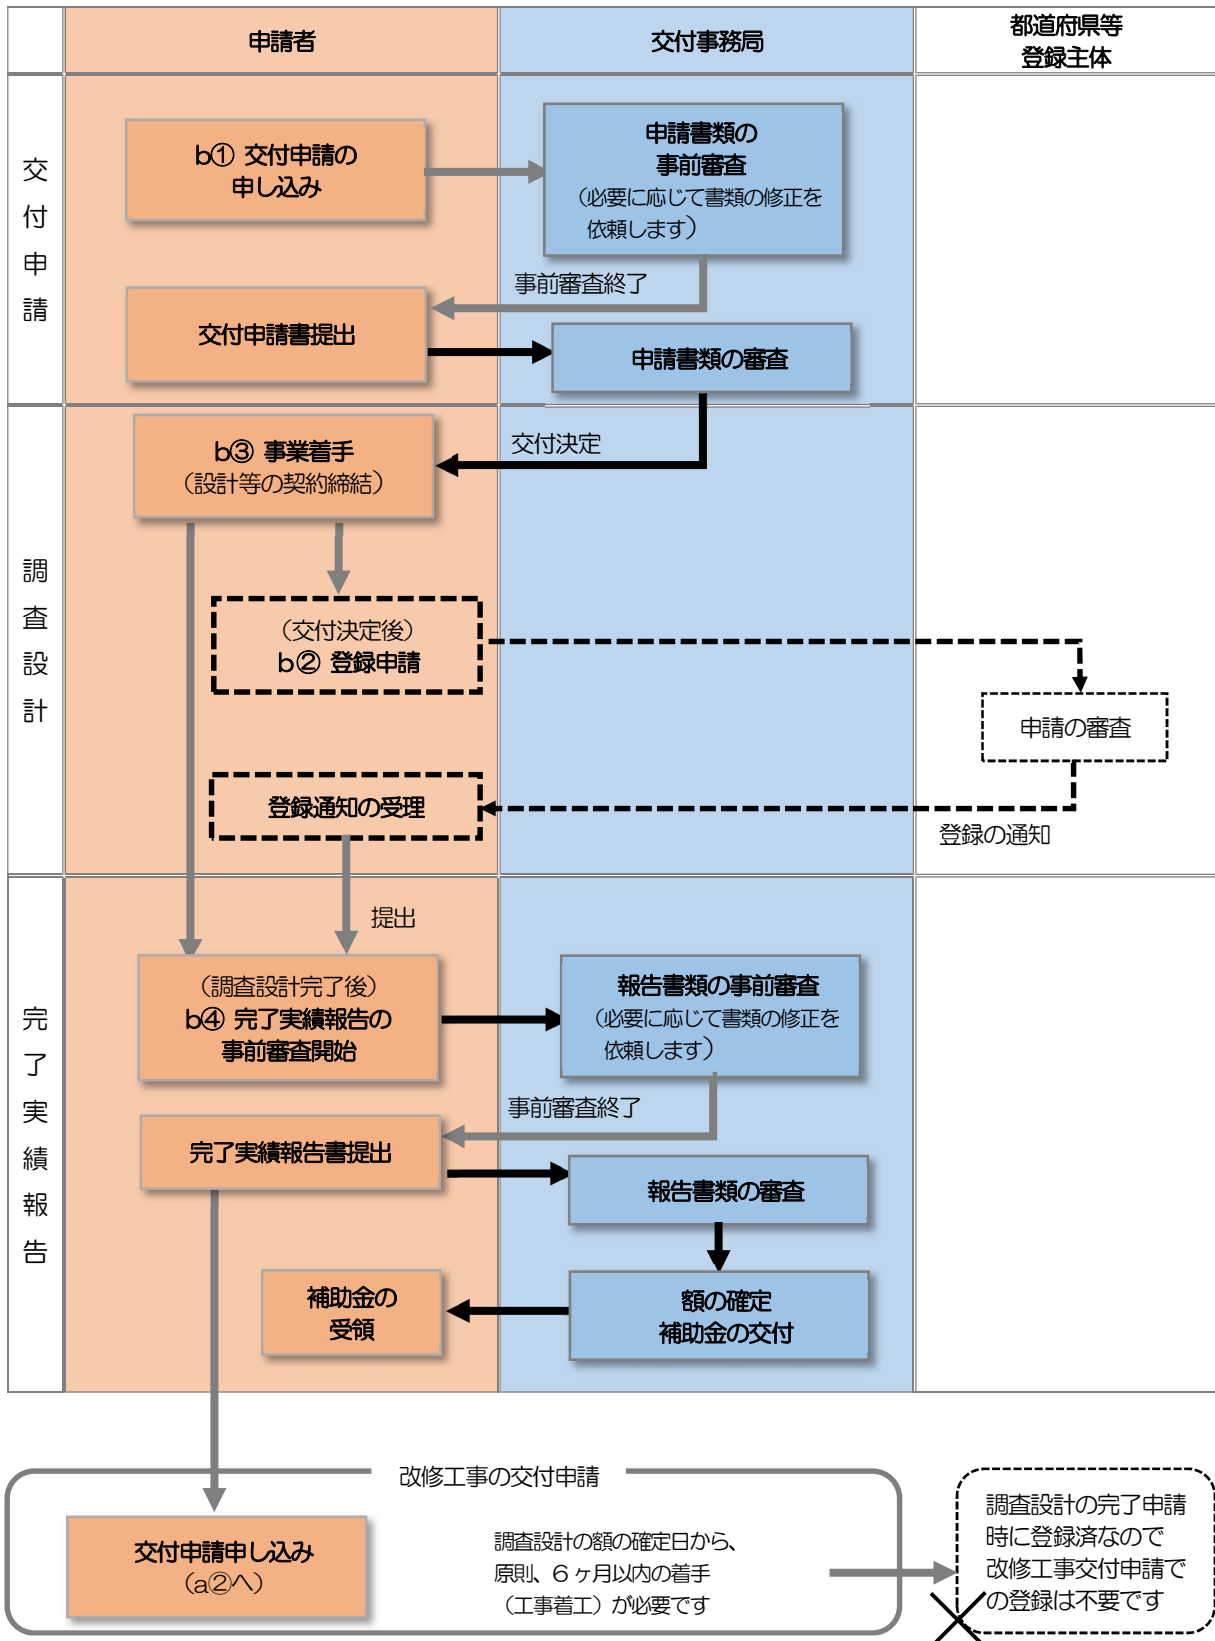 申請者
交付事務局
都道府県等
登録主体
交付申請
b① 交付申請の
申し込み
申請書類の
事前審査
（必要に応じて書類の修正を
依頼します）
事前審査終了
交付申請書提出
申請書類の審査
調査設計
b③ 事業着手
（設計等の契約締結）
交付決定
（交付決定後）
b② 登録申請
申請の審査
登録通知の受理
登録の通知
完了実績報告
提出
（調査設計完了後）
b④ 完了実績報告の
事前審査開始
報告書類の事前審査
（必要に応じて書類の修正を
依頼します）
事前審査終了
完了実績報告書提出
報告書類の審査
補助金の
受領
額の確定
補助金の交付
改修工事の交付申請
交付申請申し込み
（a②へ）
調査設計の額の確定日から、
原則、６ヶ月以内の着手
（工事着工）が必要です
調査設計の完了申請
時に登録済なので
改修工事交付申請で
の登録は不要です